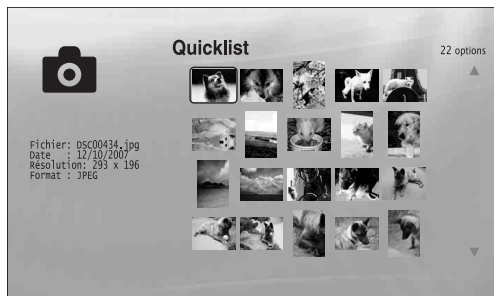 Quicklist
22 options
Fichier: DSC00434.jpg
Date : 12/10/2007
Résolution: 293 x 196
Format : JPEG